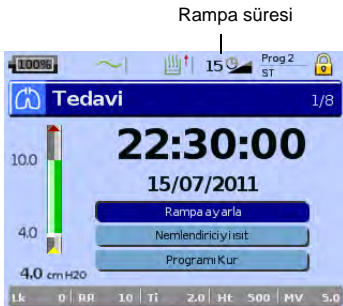 Rampa süresi
100%
15
Prog 2
ST
Tedavi
1/8
10.0
22:30:00
15/07/2011
Rampa ayarla
4.0
Nemlendiriciyi ısıt
Programı Kur
4.0 cmH2O
Lk 0 RR 10 Ti 2.0 Ht 500 MV 5.0